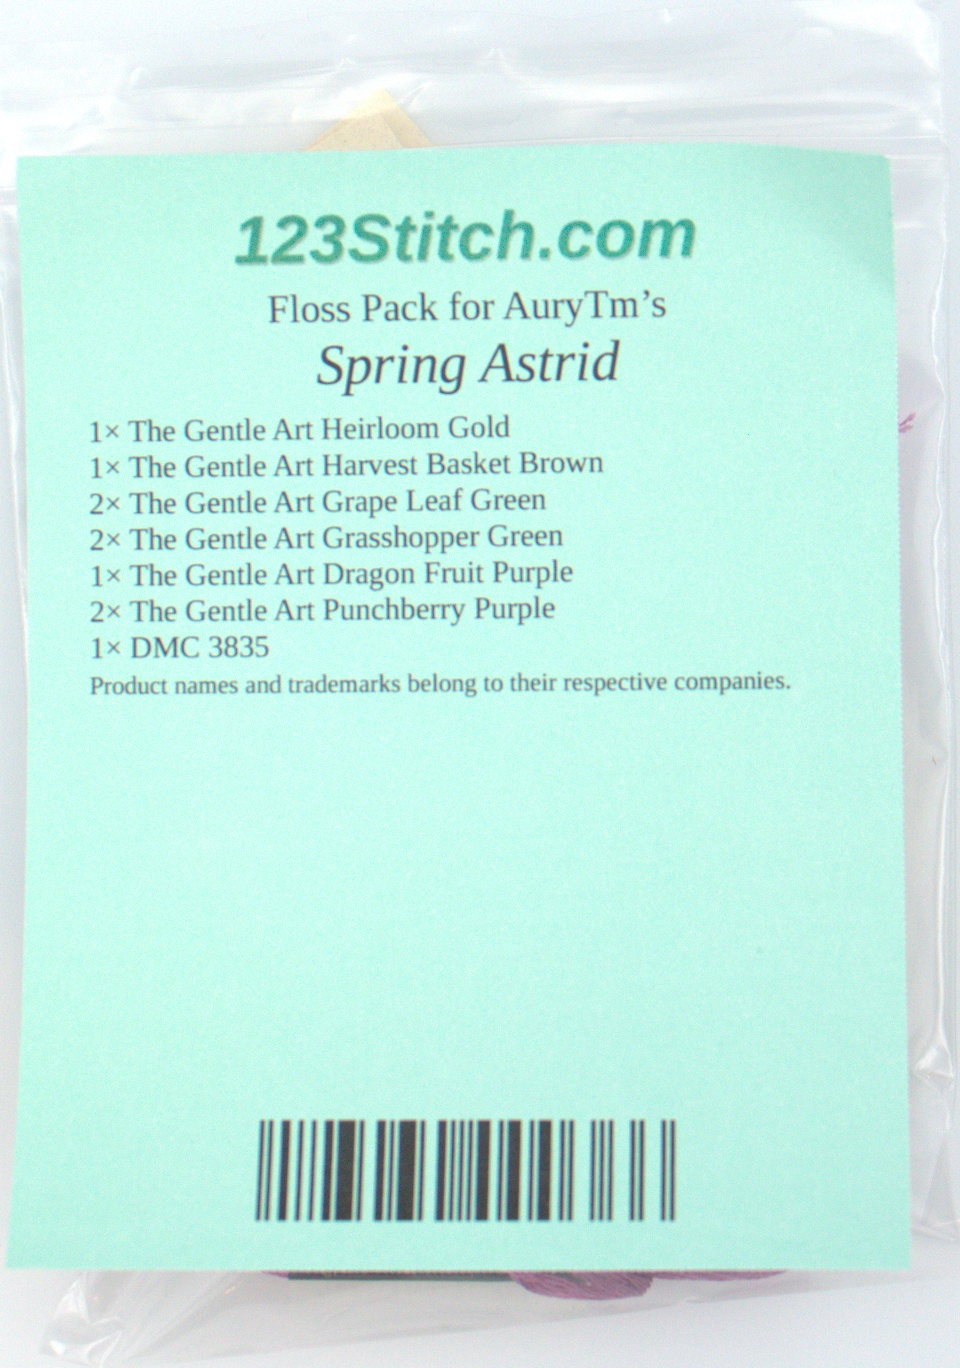 123Stitch.com
Floss Pack for AuryTm’s
Spring Astrid
1× The Gentle Art Heirloom Gold
1× The Gentle Art Harvest Basket Brown
2× The Gentle Art Grape Leaf Green
2× The Gentle Art Grasshopper Green
1× The Gentle Art Dragon Fruit Purple
2× The Gentle Art Punchberry Purple
1× DMC 3835
Product names and trademarks belong to their respective companies.